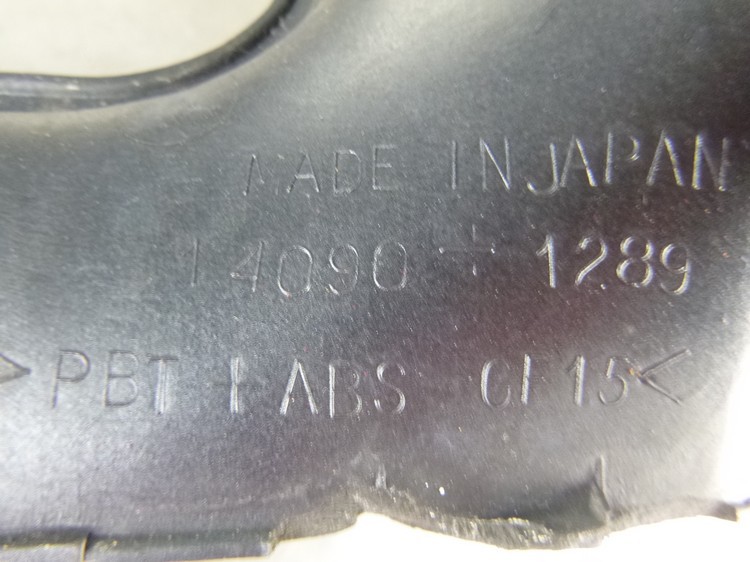 MADE IN JAPAN
14090-1289
>PBT+ABS GF15<